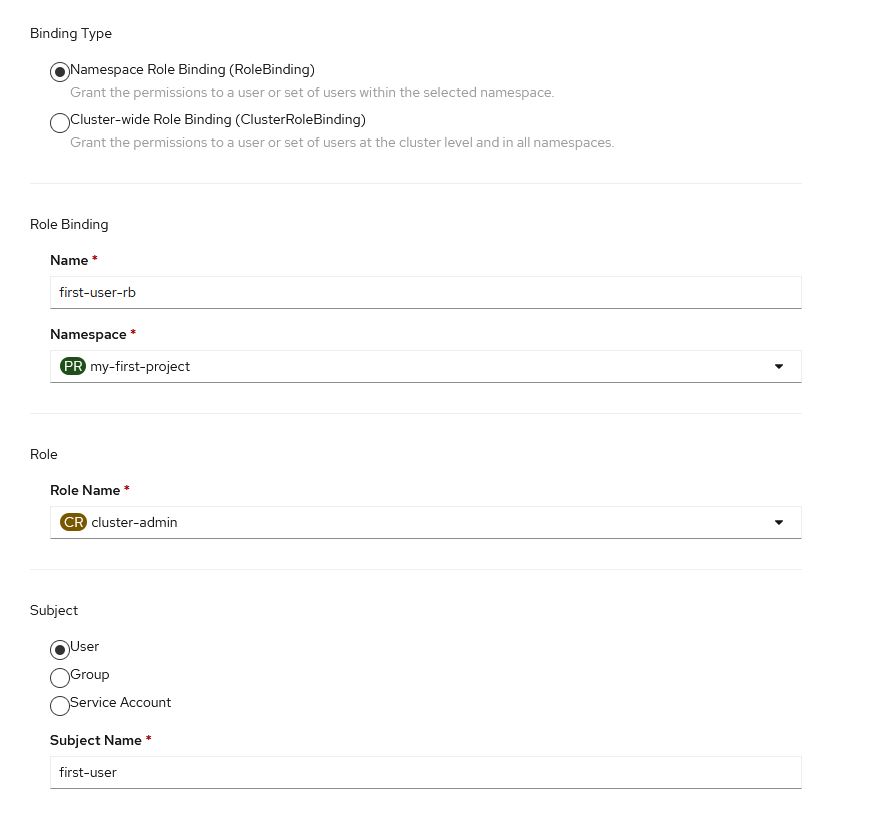 Binding Type
Namespace Role Binding (RoleBinding)
Grant the permissions to a user or set of users within the selected namespace.
Cluster-wide Role Binding (ClusterRoleBinding)
Grant the permissions to a user or set of users at the cluster level and in all namespaces.
Role Binding
Name *
first-user-rb
Namespace *
PR my-first-project
Role
Role Name *
CR cluster-admin
Subject
User
Group
Service Account
Subject Name *
first-user